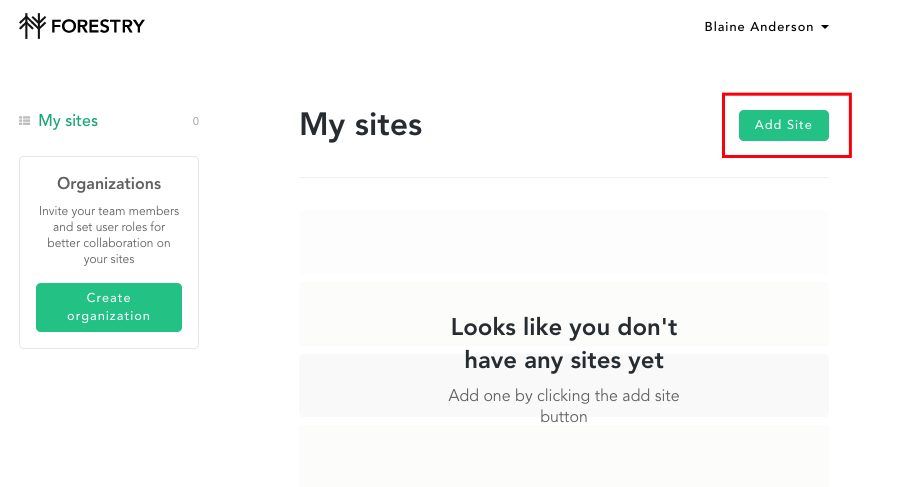 FORESTRY
Blaine Anderson
My sites
0
Organizations
Invite your team members
and set user roles for
better collaboration on
your sites
Create
organization
My sites
Add Site
Looks like you don't
have any sites yet
Add one by clicking the add site
button